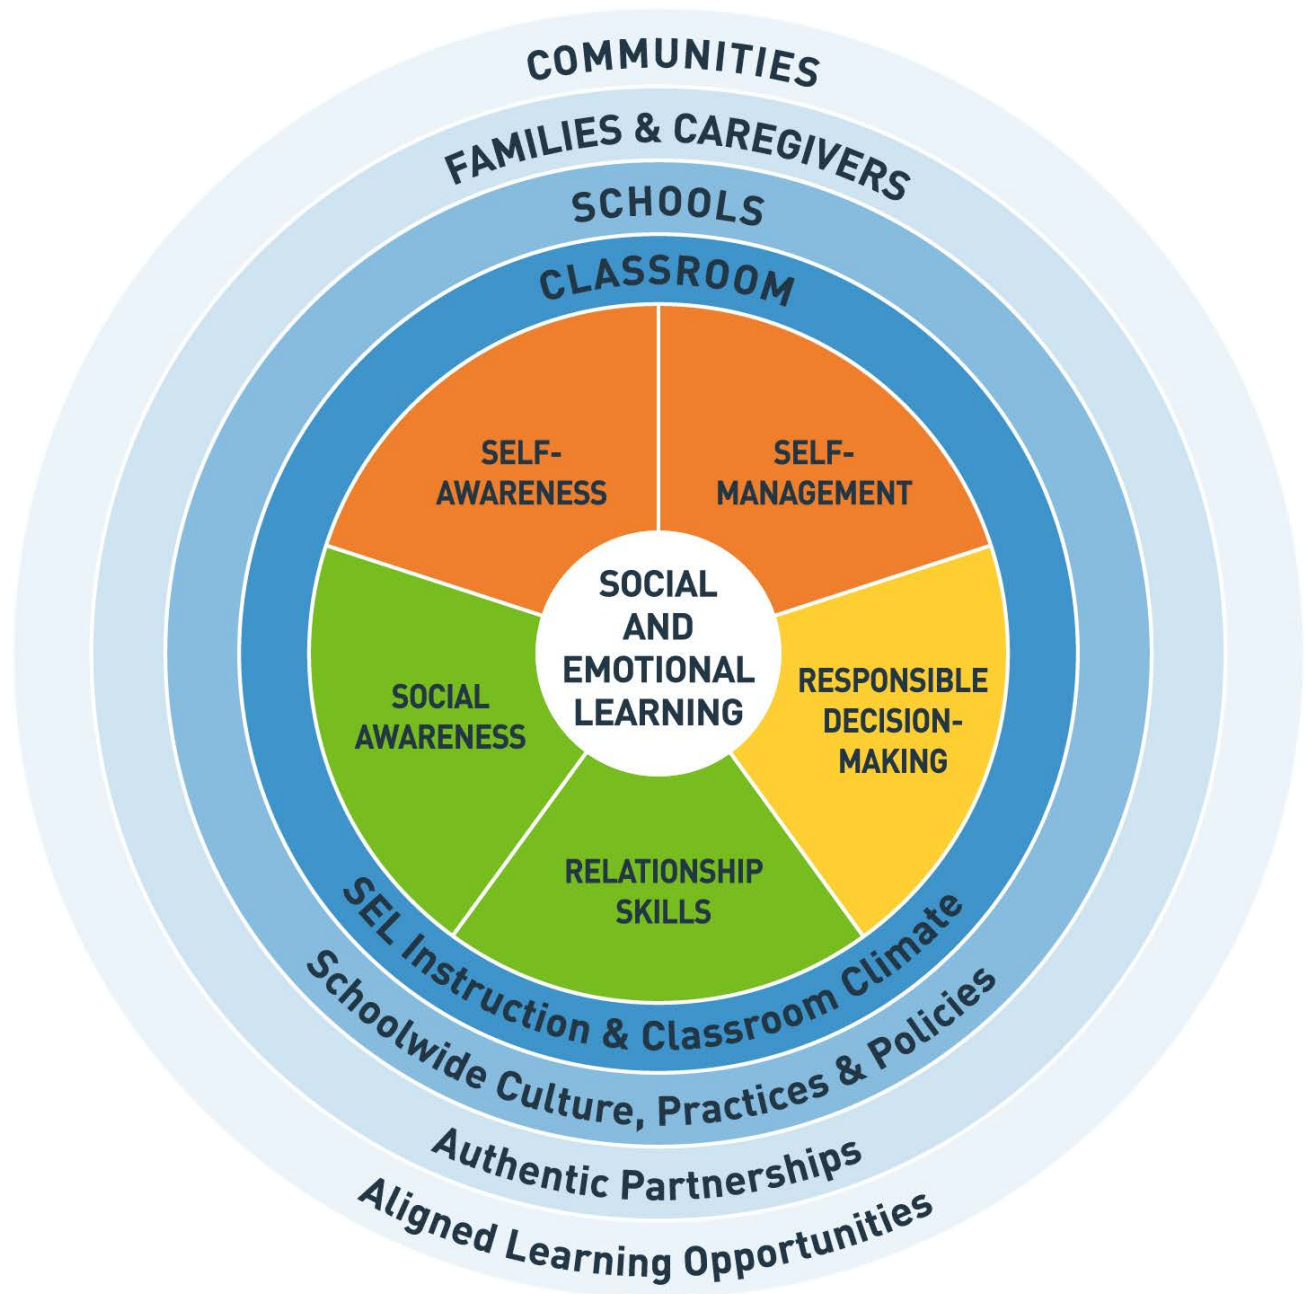 COMMUNITIES
FAMILIES & CAREGIVERS
SCHOOLS
CLASSROOM
SELF-
AWARENESS
SELF-
MANAGEMENT
SOCIAL
AND
EMOTIONAL
LEARNING
RESPONSIBLE
DECISION-
MAKING
SOCIAL
AWARENESS
RELATIONSHIP
SKILLS
SEL Instruction & Classroom Climate
Schoolwide Culture, Practices & Policies
Authentic Partnerships
Aligned Learning Opportunities